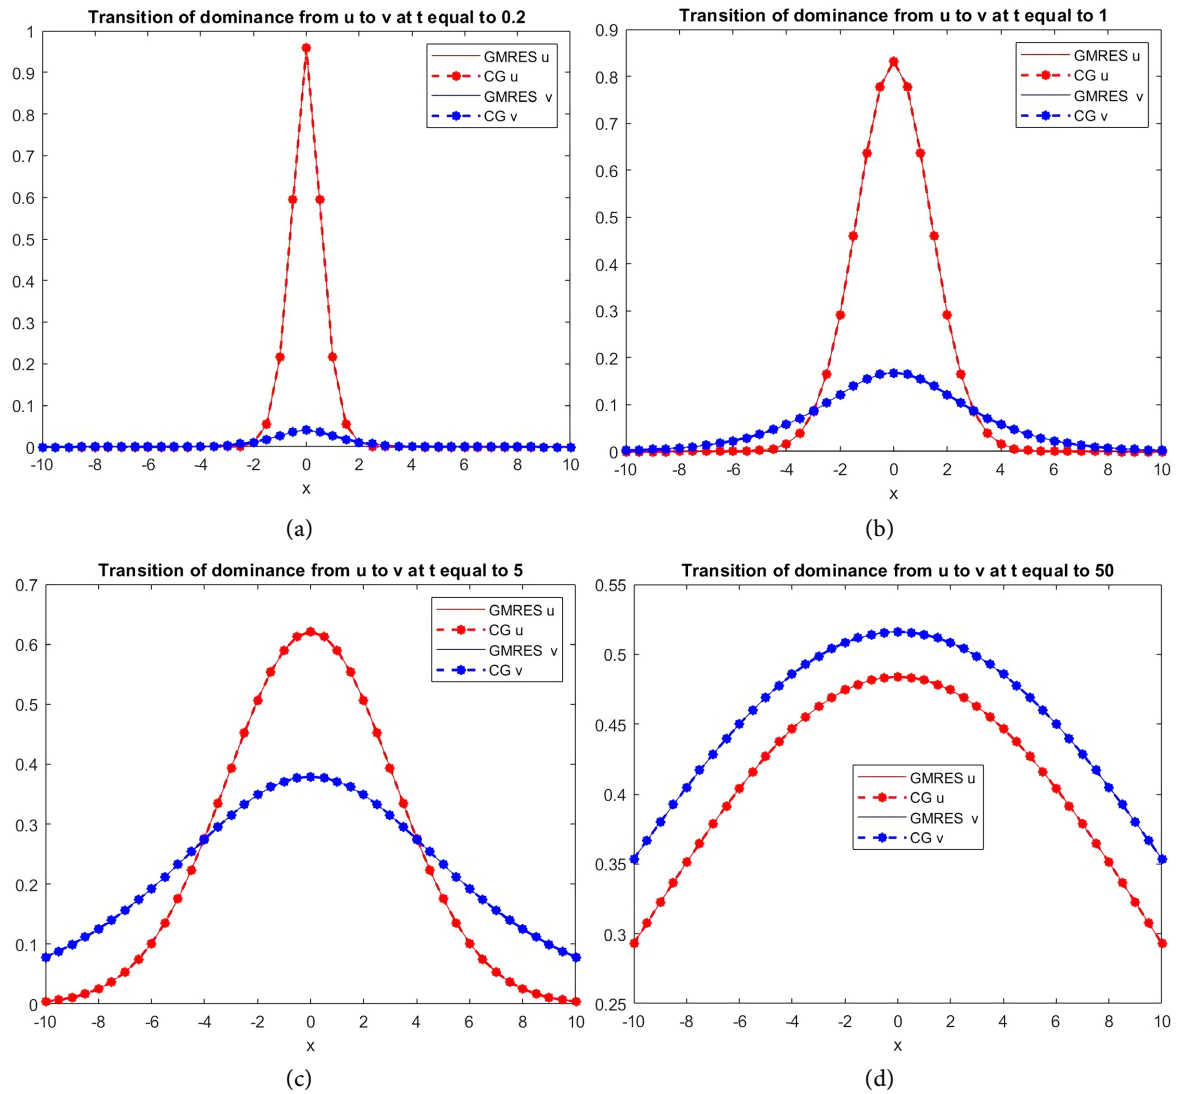 Transition of dominance from u to v at t equal to 0.2
1
0.9
0.8
0.7
0.6
0.5
0.4
0.3
0.2
0.1
0
-10 -8 -6 -4 -2 0 2 4 6 8 10
x
GMRES u
CG u
GMRES v
CG v
(a)
Transition of dominance from u to v at t equal to 1
0.9
0.8
0.7
0.6
0.5
0.4
0.3
0.2
0.1
0
-10 -8 -6 -4 -2 0 2 4 6 8 10
x
GMRES u
CG u
GMRES v
CG v
(b)
Transition of dominance from u to v at t equal to 5
0.7
0.6
0.5
0.4
0.3
0.2
0.1
0
-10 -8 -6 -4 -2 0 2 4 6 8 10
x
GMRES u
CG u
GMRES v
CG v
(c)
Transition of dominance from u to v at t equal to 50
0.55
0.5
0.45
0.4
0.35
0.3
0.25
-10 -8 -6 -4 -2 0 2 4 6 8 10
x
GMRES u
CG u
GMRES v
CG v
(d)